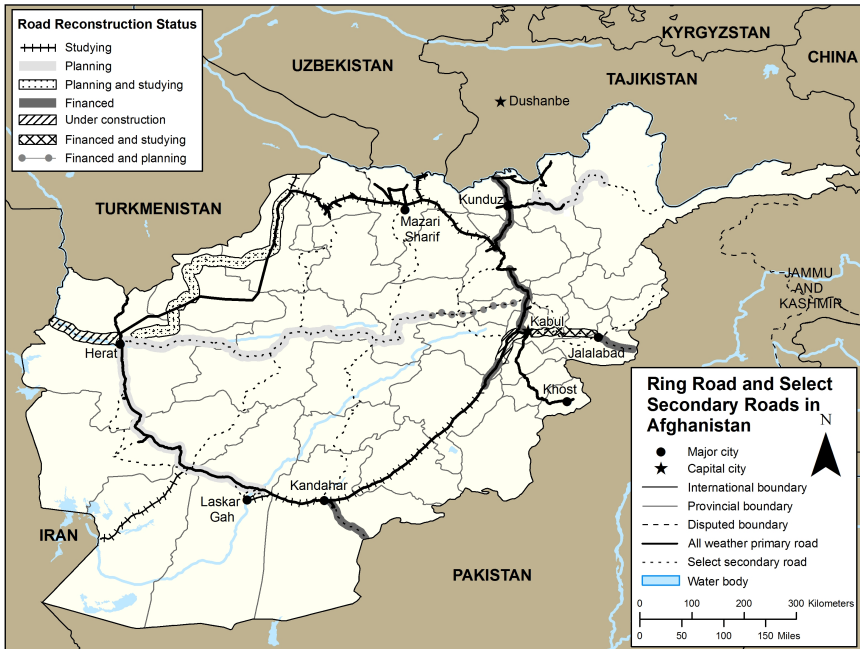 Road Reconstruction Status
Studying
Planning
Planning and studying
Financed
Under construction
Financed and studying
Financed and planning
KYRGYZSTAN
CHINA
UZBEKISTAN
TAJIKISTAN
Dushanbe
TURKMENISTAN
Kunduz
Mazari
Sharif
JAMMU
AND
KASHMIR
Kabul
Herat
Jalalabad
Khost
Kandahar
Laskar
Gah
IRAN
PAKISTAN
Ring Road and Select
Secondary Roads in
Afghanistan
N
Major city
Capital city
International boundary
Provincial boundary
Disputed boundary
All weather primary road
Select secondary road
Water body
0 100 200 300 Kilometers
0 50 100 150 Miles